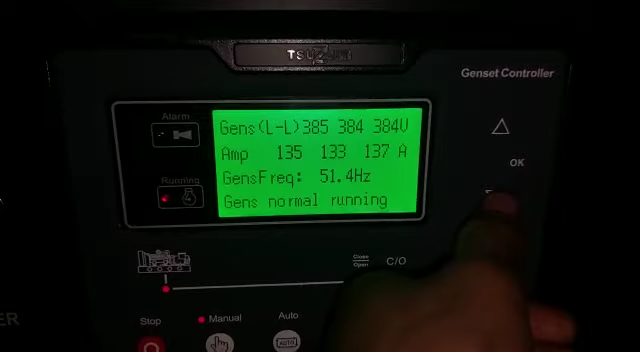 Genset Controller
Alarm
Gens(L-L)385 384 384V
Amp 135 133 137 A
GensFreq: 51.4Hz
Gens normal running
Running
OK
Close
Open
C/O
Stop
Manual
Auto
AUTO